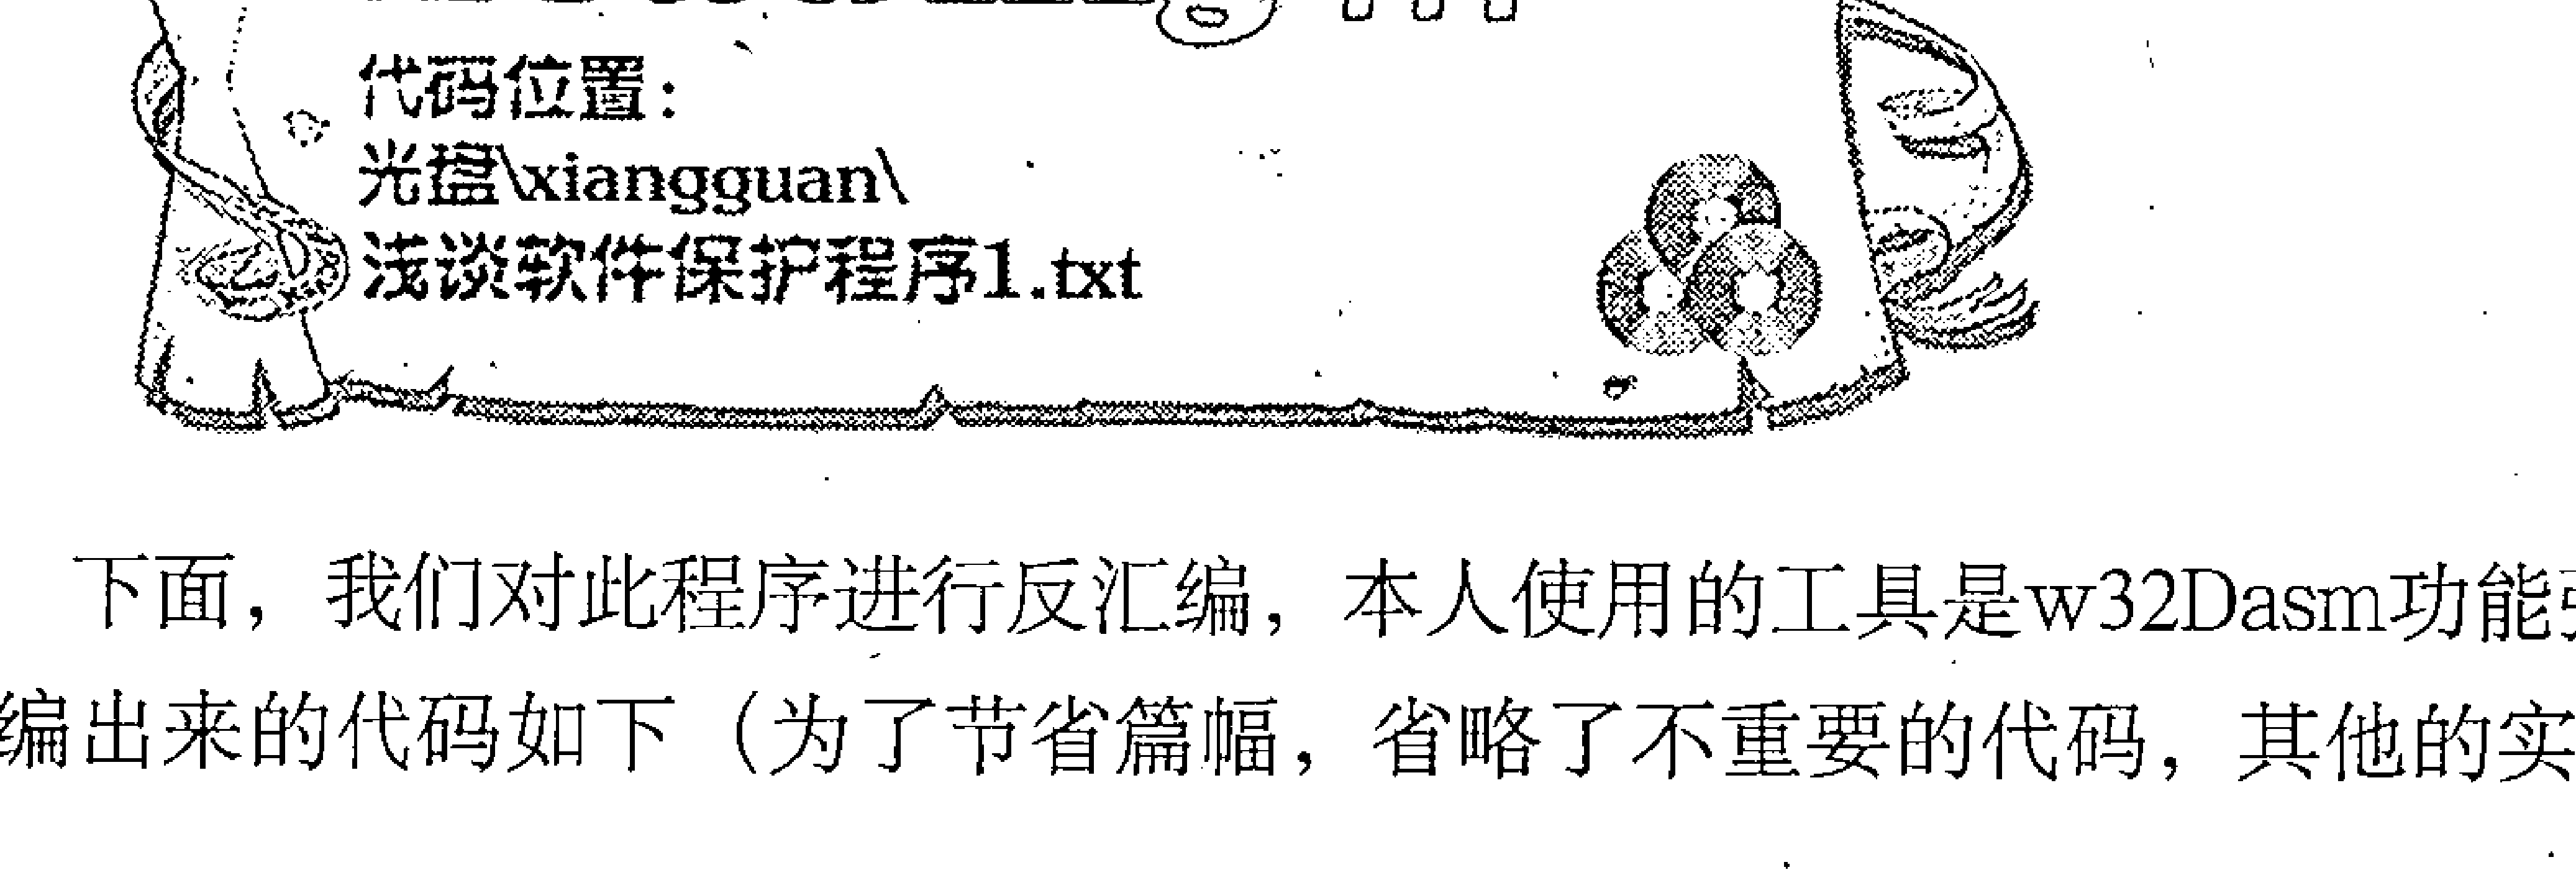 代码位置：
光盘\xiangguan\
浅谈软件保护程序1.txt
下面，我们对此程序进行反汇编，本人使用的工具是w32Dasm功能
编出来的代码如下（为了节省篇幅，省略了不重要的代码，其他的实